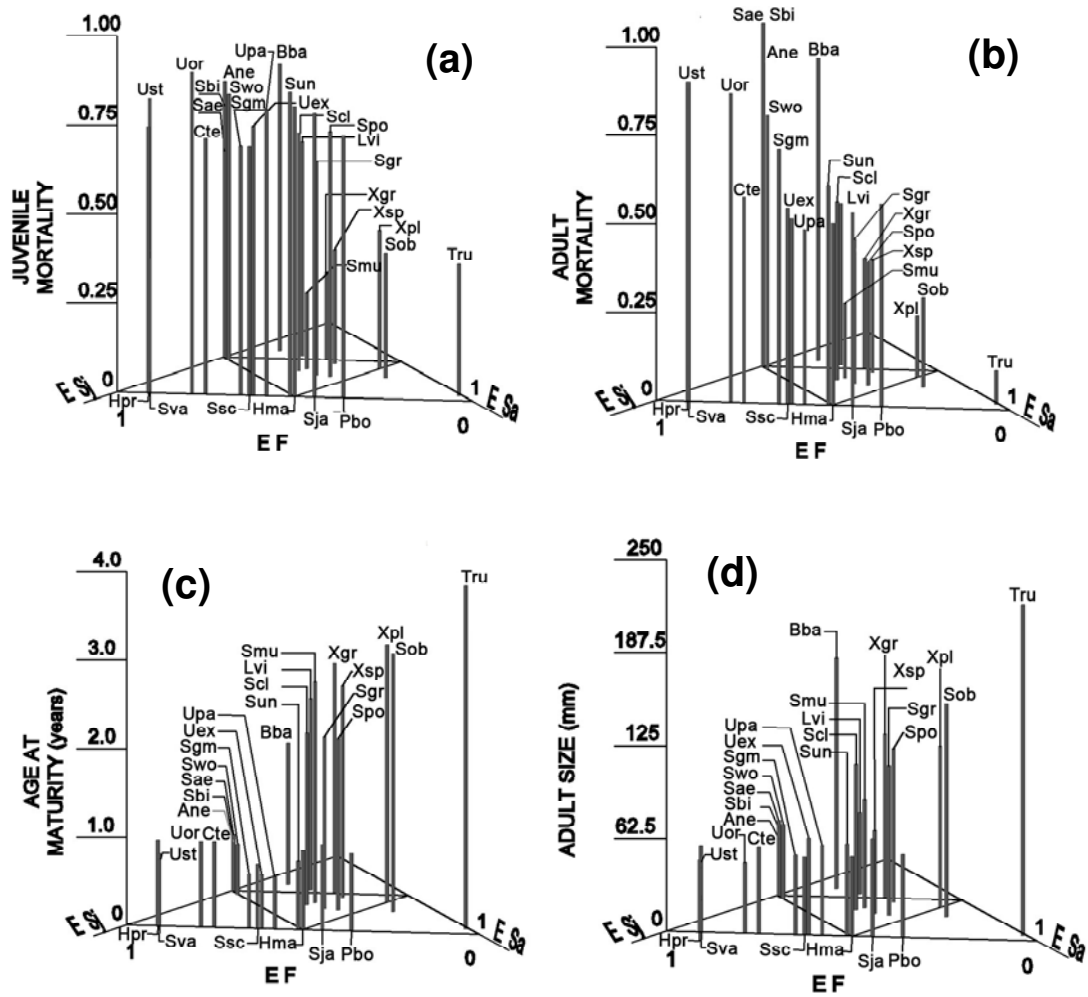 (a)
1.00
0.75
0.50
0.25
0
JUVENILE
MORTALITY
Ust
Uor
Cte
Sbi
Sae
Ane
Swo
Sgm
Upa
Bba
Sun
Uex
Scl
Spo
Lvi
Sgr
Xgr
Xsp
Xpl
Sob
Smu
Tru
E Sj
Hpr
Sva
Ssc
Hma
Sja
Pbo
1
E F
0
1
E Sa
(b)
1.00
0.75
0.50
0.25
0
ADULT
MORTALITY
Sae Sbi
Ane
Bba
Ust
Uor
Swo
Sgm
Cte
Uex
Upa
Sun
Scl
Lvi
Sgr
Xgr
Spo
Xsp
Smu
Sob
Xpl
Tru
E Sj
Hpr
Sva
Ssc
Hma
Sja
Pbo
1
E F
0
1
E Sa
(c)
4.0
3.0
2.0
1.0
0
AGE AT
MATURITY (years)
Tru
Xpl
Sob
Smu
Xgr
Lvi
Xsp
Scl
Sgr
Sun
Spo
Upa
Bba
Uex
Sgm
Swo
Sae
Sbi
Ane
Uor
Cte
Ust
E Sj
Hpr
Sva
Ssc
Hma
Sja
Pbo
1
E F
0
1
E Sa
(d)
250
187.5
125
62.5
0
ADULT SIZE (mm)
Tru
Bba
Xgr
Xsp
Xpl
Sob
Smu
Lvi
Sgr
Scl
Spo
Sun
Upa
Uex
Sgm
Swo
Sae
Sbi
Ane
Uor
Cte
Ust
E Sj
Hpr
Sva
Ssc
Hma
Sja
Pbo
1
E F
0
1
E Sa